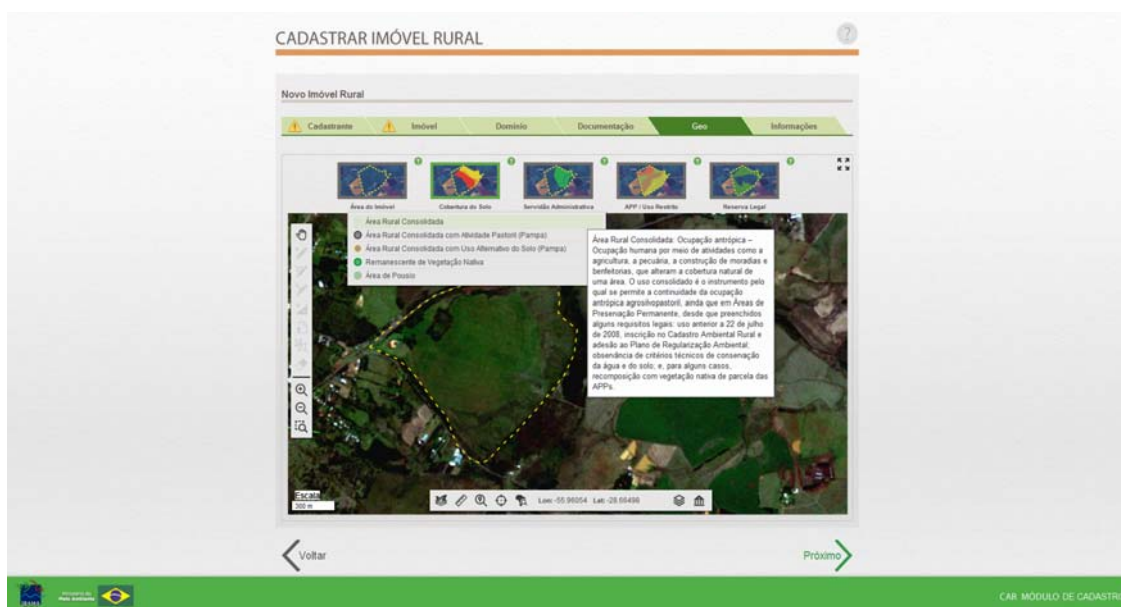 CADASTRAR IMÓVEL RURAL
?
Novo Imóvel Rural
Cadastrante
Imóvel
Domínio
Documentação
Geo
Informações
Área do Imóvel
Cobertura do Solo
Servidão Administrativa
APP / Uso Restrito
Reserva Legal
Área Rural Consolidada
Área Rural Consolidada com Atividade Pastoril (Pampa)
Área Rural Consolidada com Uso Alternativo do Solo (Pampa)
Remanescente de Vegetação Nativa
Área de Pousio
Área Rural Consolidada: Ocupação antrópica –
Ocupação humana por meio de atividades como a
agricultura, a pecuária, a construção de moradias e
benfeitorias, que alteram a cobertura natural de
uma área. O uso consolidado é o instrumento pelo
qual se permite a continuidade da ocupação
antrópica agrosilvopastoril, ainda que em Áreas de
Preservação Permanente, desde que preenchidos
alguns requisitos legais: uso anterior a 22 de julho
de 2008, inscrição no Cadastro Ambiental Rural e
adesão ao Plano de Regularização Ambiental;
observância de critérios técnicos de conservação
da água e do solo; e, para alguns casos,
recomposição com vegetação nativa de parcela das
APPs.
Escala
300 m
Lon: -55.96054 Lat: -28.66498
Voltar
Próximo
IBAMA
Ministério do
Meio Ambiente
CAR MÓDULO DE CADASTRO